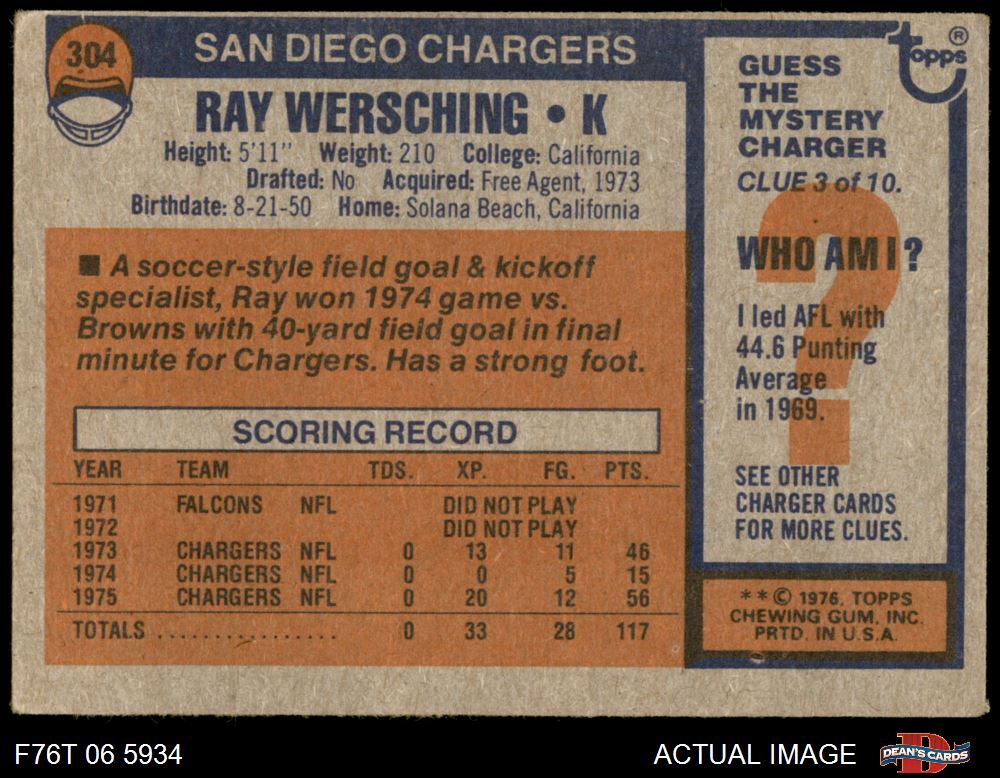 304
SAN DIEGO CHARGERS
RAY WERSCHING • K
Height: 5'11" Weight: 210 College: California
Drafted: No Acquired: Free Agent, 1973
Birthdate: 8-21-50 Home: Solana Beach, California
■ A soccer-style field goal & kickoff
specialist, Ray won 1974 game vs.
Browns with 40-yard field goal in final
minute for Chargers. Has a strong foot.
SCORING RECORD
YEAR TEAM TDS. XP. FG. PTS.
1971 FALCONS NFL DID NOT PLAY
1972 DID NOT PLAY
1973 CHARGERS NFL 0 13 11 46
1974 CHARGERS NFL 0 0 5 15
1975 CHARGERS NFL 0 20 12 56
TOTALS ................ 0 33 28 117
topps ®
GUESS
THE
MYSTERY
CHARGER
CLUE 3 of 10.
?
WHO AM I?
I led AFL with
44.6 Punting
Average
in 1969.
SEE OTHER
CHARGER CARDS
FOR MORE CLUES.
* * © 1976, TOPPS
CHEWING GUM, INC.
PRTD. IN U.S.A.
F76T 06 5934
ACTUAL IMAGE
D
DEAN'S CARDS